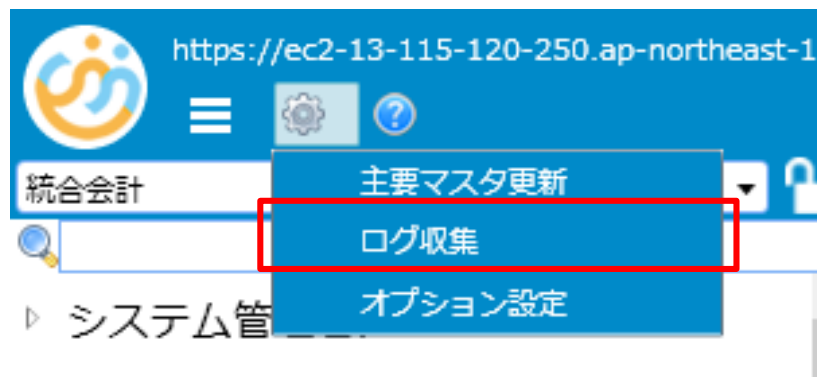 https://ec2-13-115-120-250.ap-northeast-1
?
統合会計
主要マスタ更新
ログ収集
オプション設定
システム管